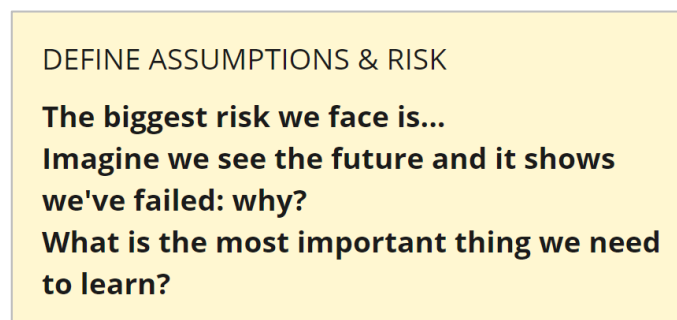 DEFINE ASSUMPTIONS & RISK
The biggest risk we face is...
Imagine we see the future and it shows
we've failed: why?
What is the most important thing we need
to learn?